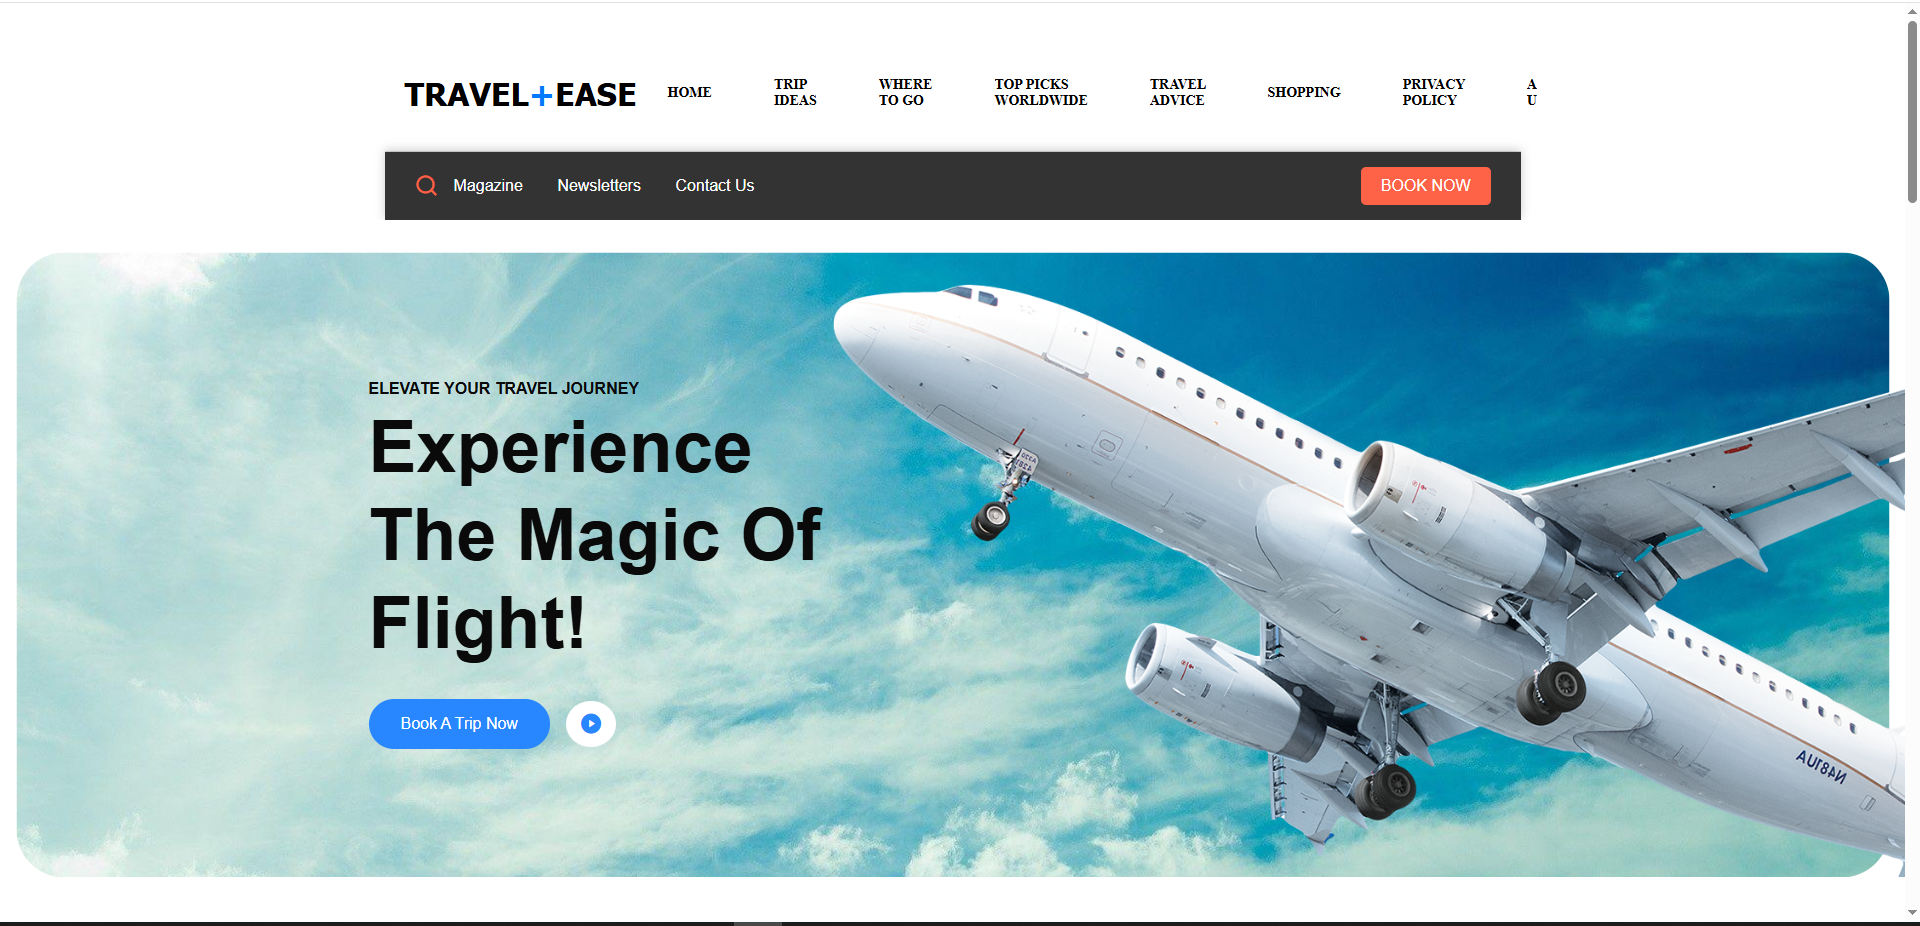 TRAVEL+EASE
HOME
TRIP
IDEAS
WHERE
TO GO
TOP PICKS
WORLDWIDE
TRAVEL
ADVICE
SHOPPING
PRIVACY
POLICY
A
U
Magazine
Newsletters
Contact Us
BOOK NOW
ELEVATE YOUR TRAVEL JOURNEY
Experience
The Magic Of
Flight!
Book A Trip Now
N481UA